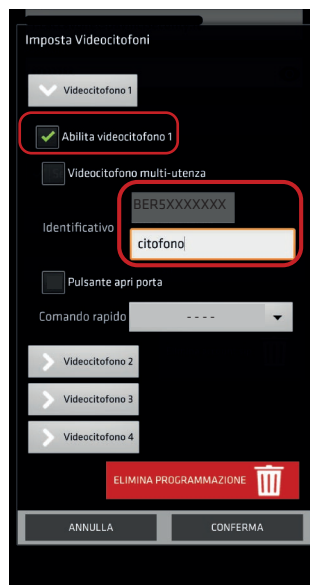 Imposta Videocitofoni
Videocitofono 1
Abilita videocitofono 1
Videocitofono multi-utenza
BER5XXXXXXX
Identificativo
citofono
Pulsante apri porta
Comando rapido - - - -
Videocitofono 2
Videocitofono 3
Videocitofono 4
ELIMINA PROGRAMMAZIONE
ANNULLA CONFERMA